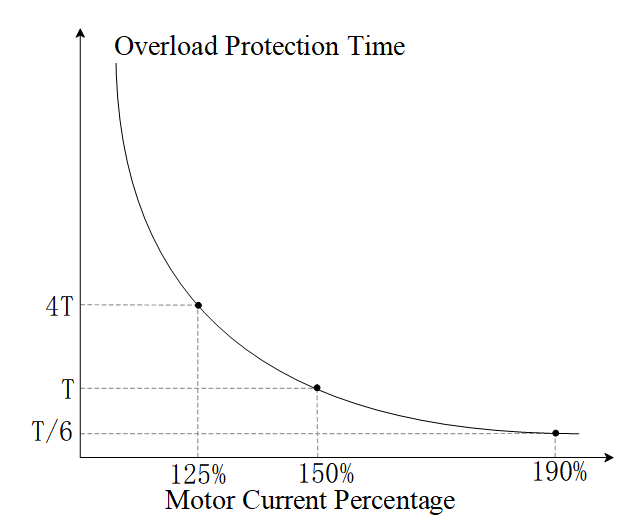 Overload Protection Time
4T
T
T/6
125%
150%
190%
Motor Current Percentage